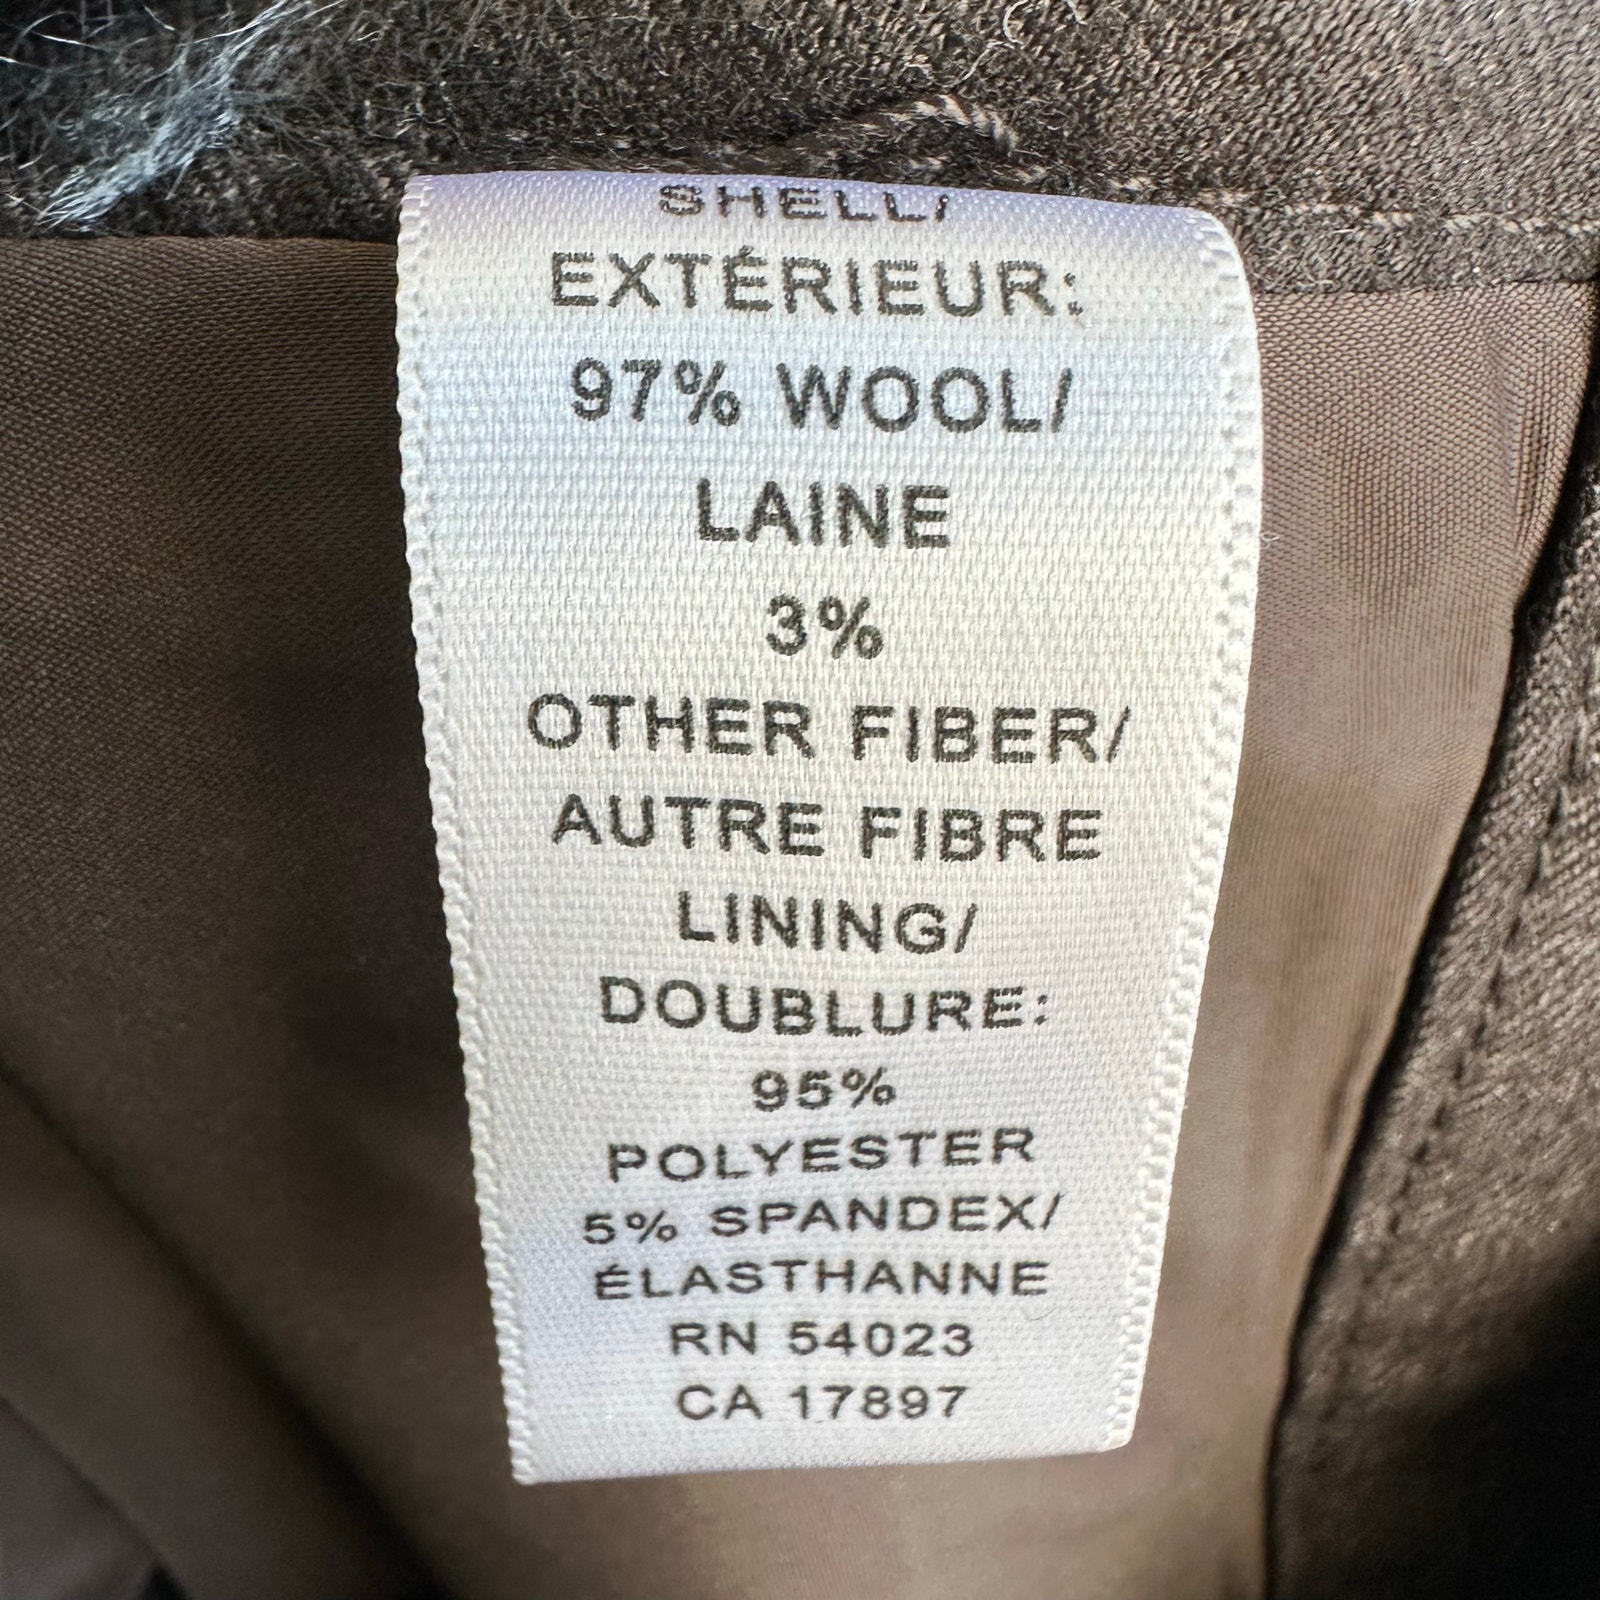 SHELL/
EXTÉRIEUR:
97% WOOL/
LAINE
3%
OTHER FIBER/
AUTRE FIBRE
LINING/
DOUBLURE:
95%
POLYESTER
5% SPANDEX/
ÉLASTHANNE
RN 54023
CA 17897